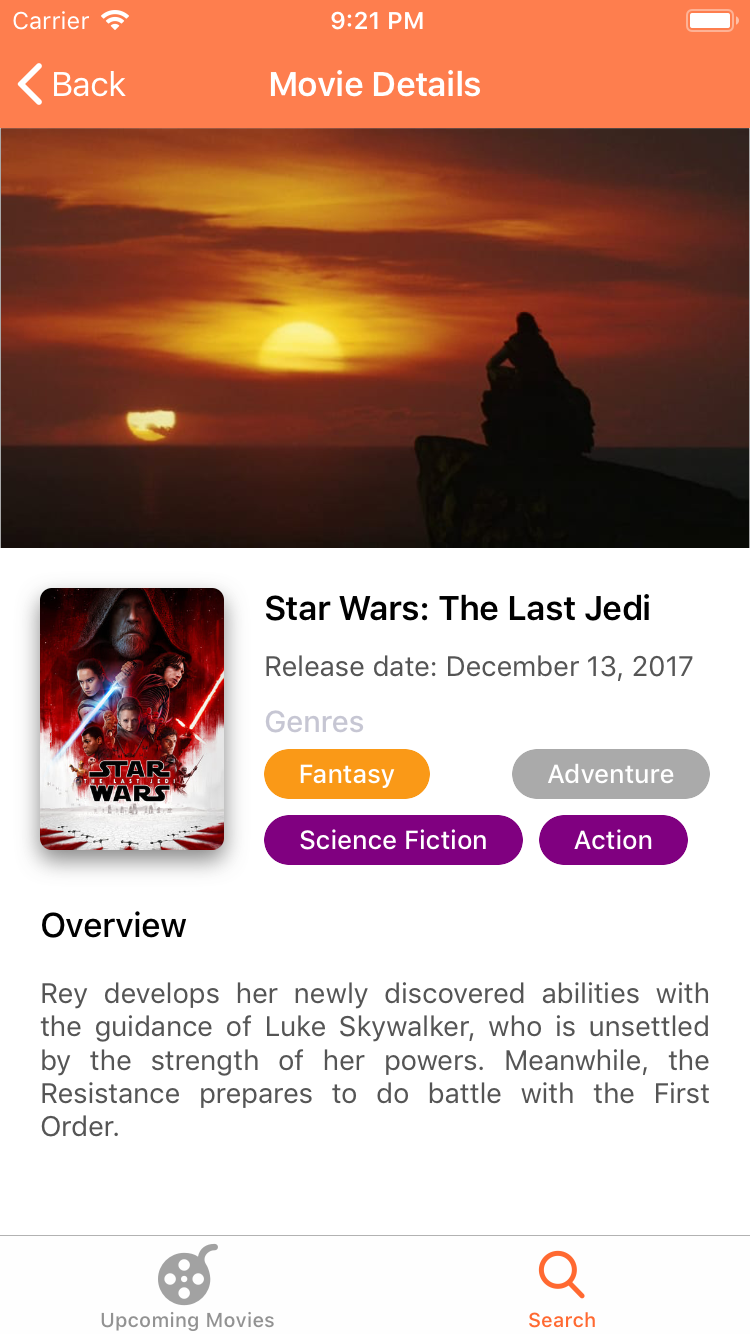 Carrier 9:21 PM
Back Movie Details
Star Wars: The Last Jedi
Release date: December 13, 2017
Genres
Fantasy Adventure
Science Fiction Action
STAR
THE LAST JEDI
WARS
Overview
Rey develops her newly discovered abilities with
the guidance of Luke Skywalker, who is unsettled
by the strength of her powers. Meanwhile, the
Resistance prepares to do battle with the First
Order.
Upcoming Movies Search